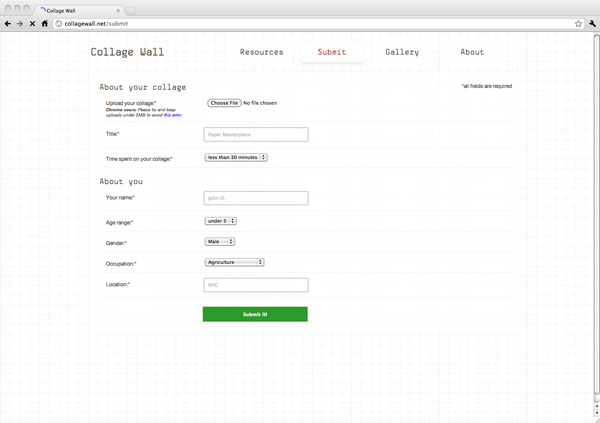 Collage Wall
collagewall.net/submit
Collage Wall
Resources
Submit
Gallery
About
About your collage
*all fields are required
Upload your collage:*
Choose File No file chosen
Chrome users: Please try and keep
uploads under 2MB to avoid this error.
Title:*
Paper Masterpiece
Time spent on your collage:*
less than 30 minutes
About you
Your name:*
John D.
Age range:*
under 5
Gender:*
Male
Occupation:*
Agriculture
Location:*
NYC
Submit it!